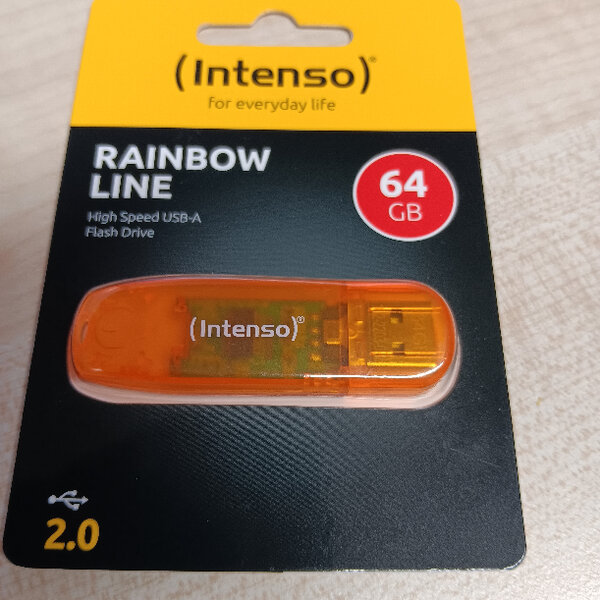 (Intenso)®
for everyday life
RAINBOW
LINE
High Speed USB-A
Flash Drive
64
GB
(Intenso)®
2.0